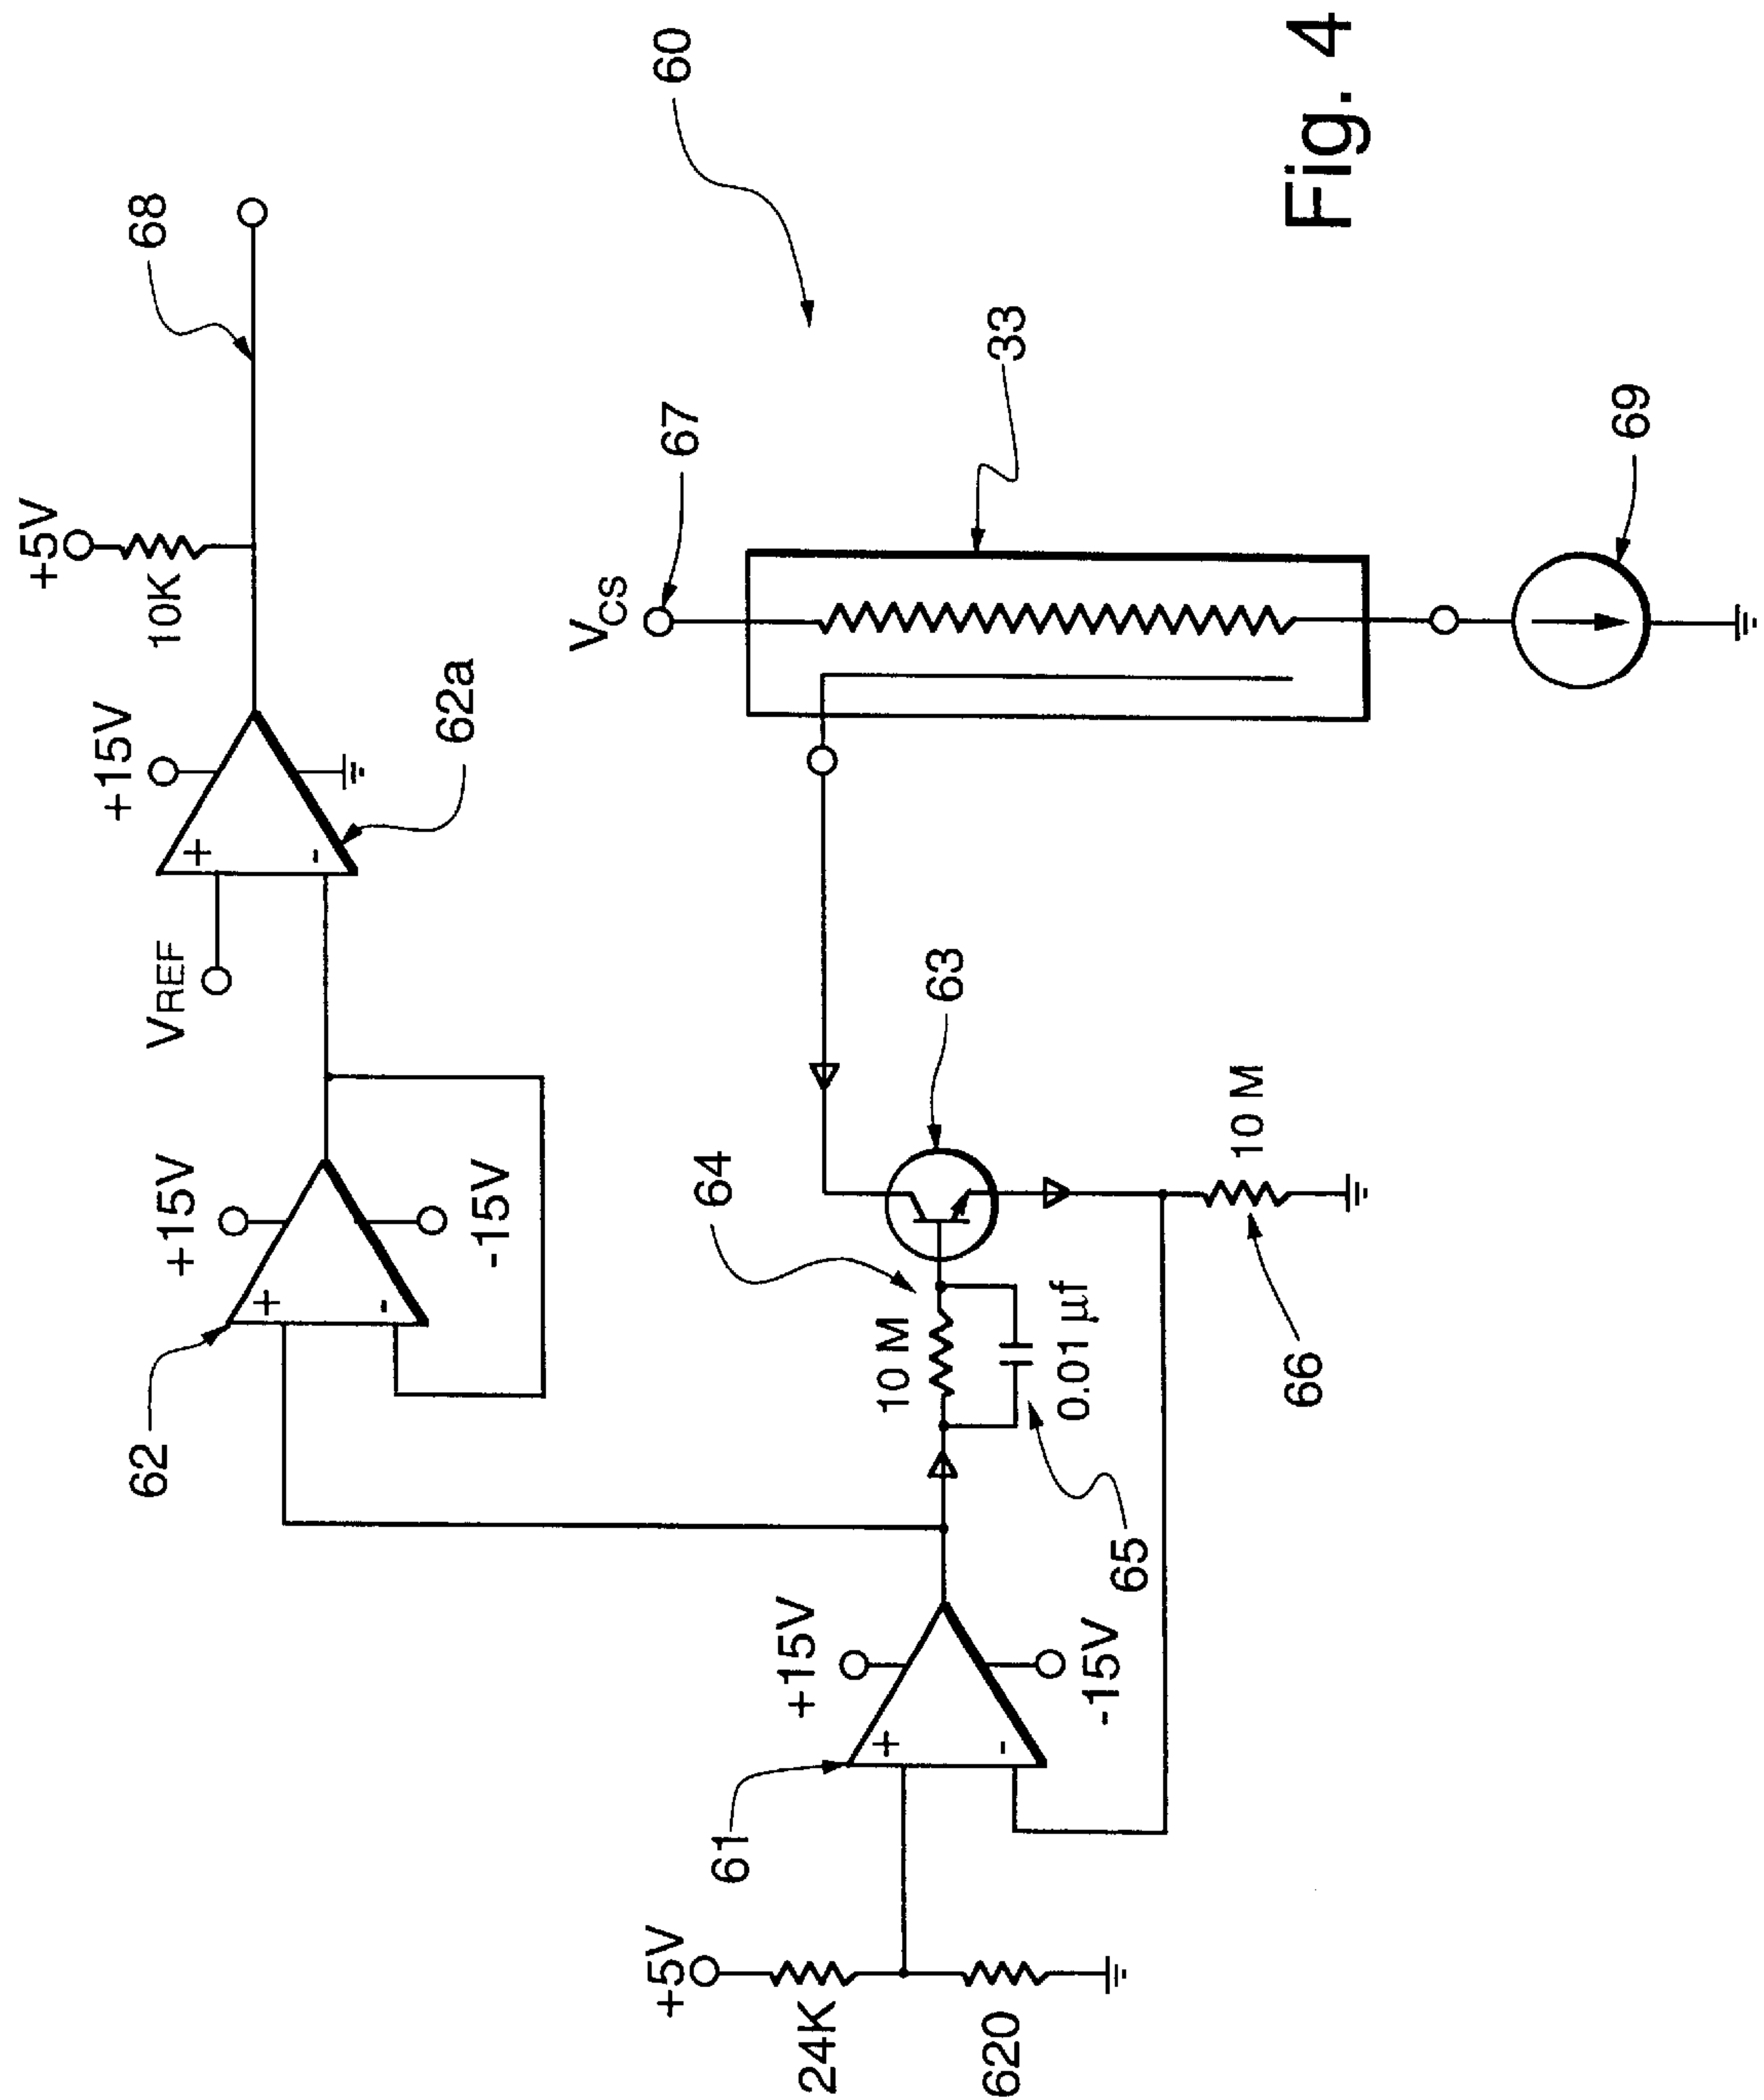 +5V
10K
68
60
+15V
62a
VREF
62
+15V
-15V
VCS
67
33
69
63
64
10 M
0.01 µf
65
10 M
66
61
+15V
-15V
+5V
24K
620
+
-
+
-
+
-
Fig. 4